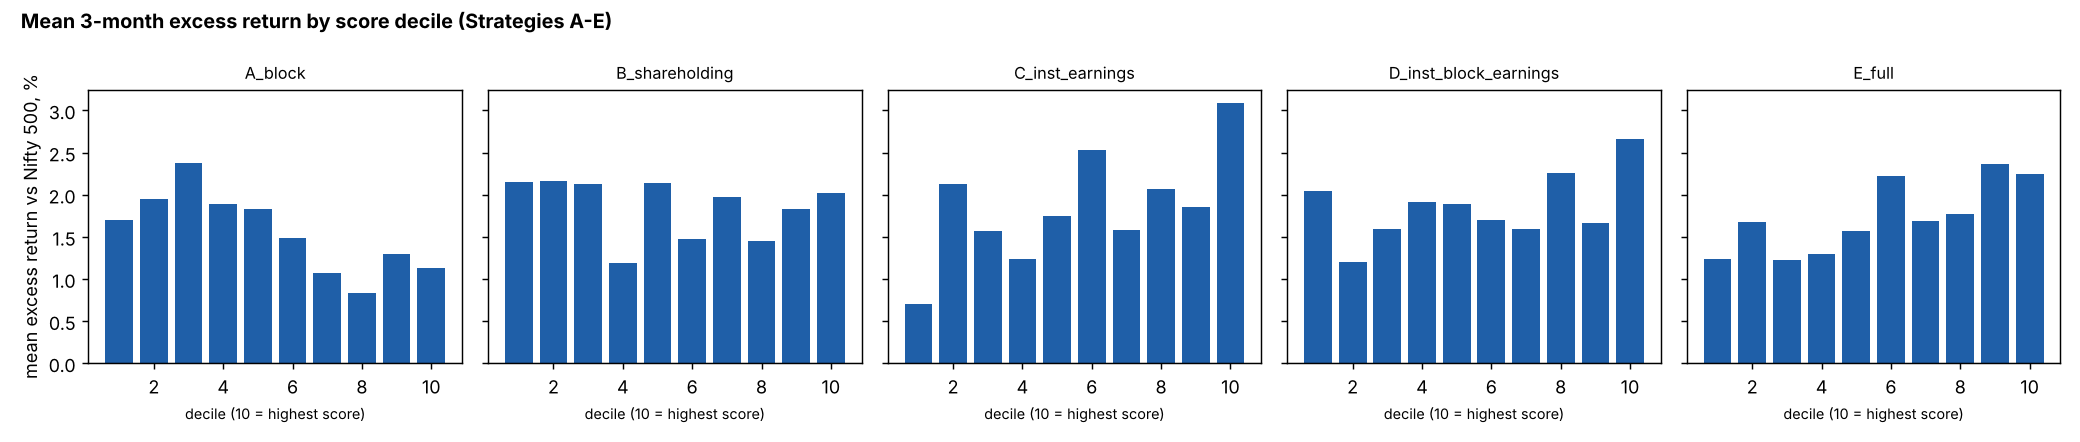 Mean 3-month excess return by score decile (Strategies A-E)
A_block
B_shareholding
C_inst_earnings
D_inst_block_earnings
E_full
mean excess return vs Nifty 500, %
3.0
2.5
2.0
1.5
1.0
0.5
0.0
2 4 6 8 10
2 4 6 8 10
2 4 6 8 10
2 4 6 8 10
2 4 6 8 10
decile (10 = highest score)
decile (10 = highest score)
decile (10 = highest score)
decile (10 = highest score)
decile (10 = highest score)